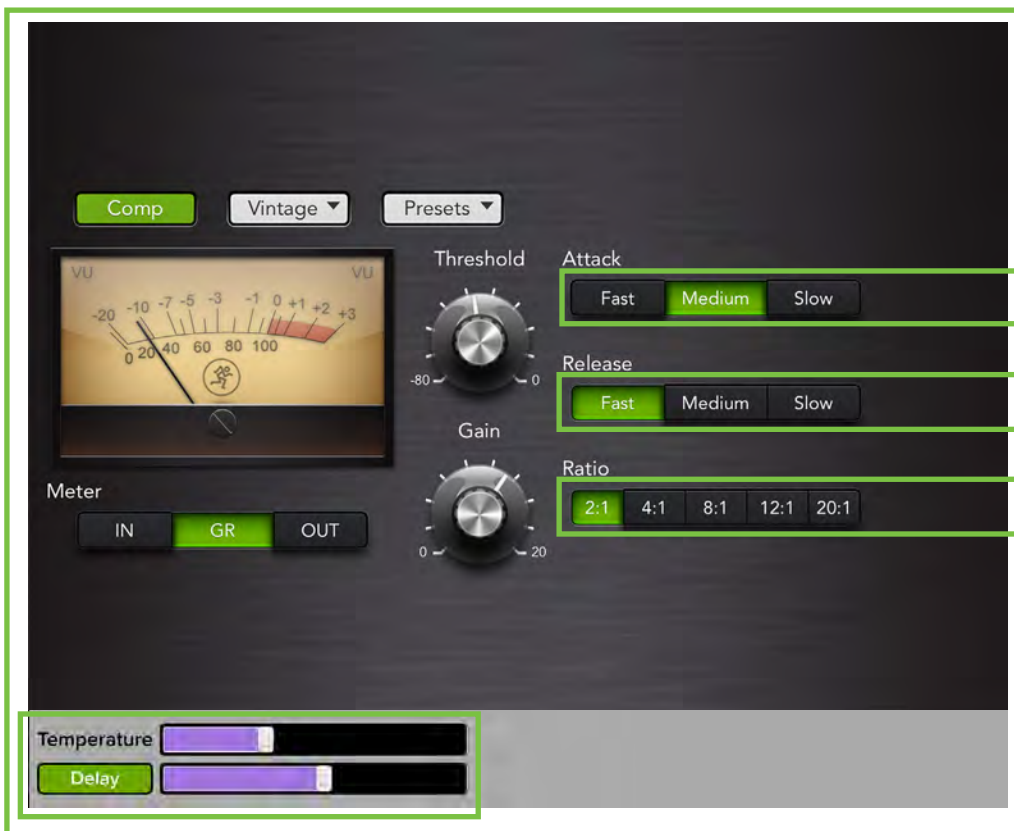 Comp Vintage Presets
Threshold Attack
VU VU
-20 -10 -7 -5 -3 -1 0 +1 +2 +3
0 20 40 60 80 100
Fast Medium Slow
-80 0
Release
Fast Medium Slow
Gain
Ratio
2:1 4:1 8:1 12:1 20:1
Meter
IN GR OUT
0 20
Temperature
Delay